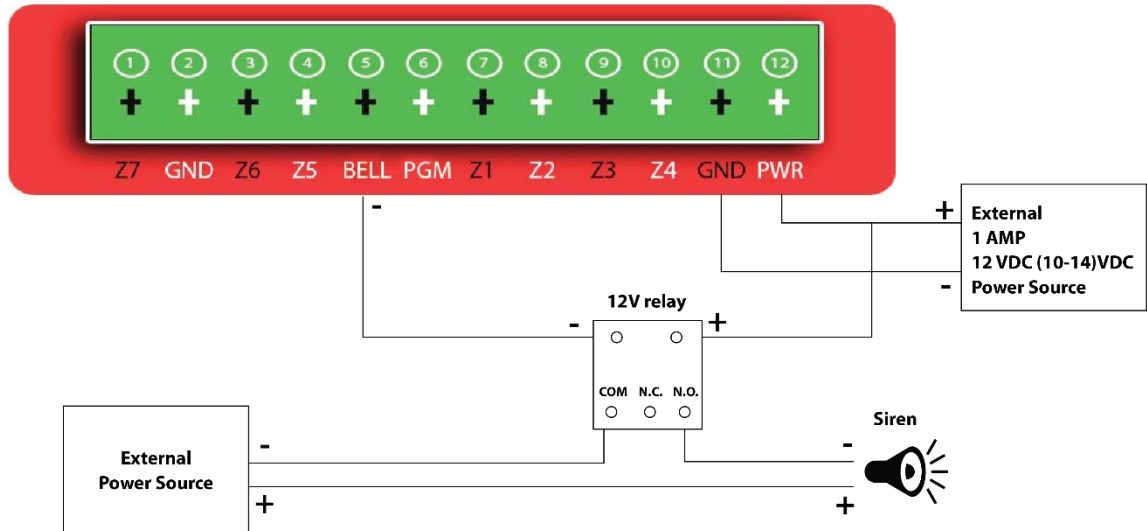 1 2 3 4 5 6 7 8 9 10 11 12
+ + + + + + + + + + + +
Z7 GND Z6 Z5 BELL PGM Z1 Z2 Z3 Z4 GND PWR
-
+ External
1 AMP
12 VDC (10-14)VDC
- Power Source
12V relay
- +
COM N.C. N.O.
Siren
External
Power Source
- -
+ +